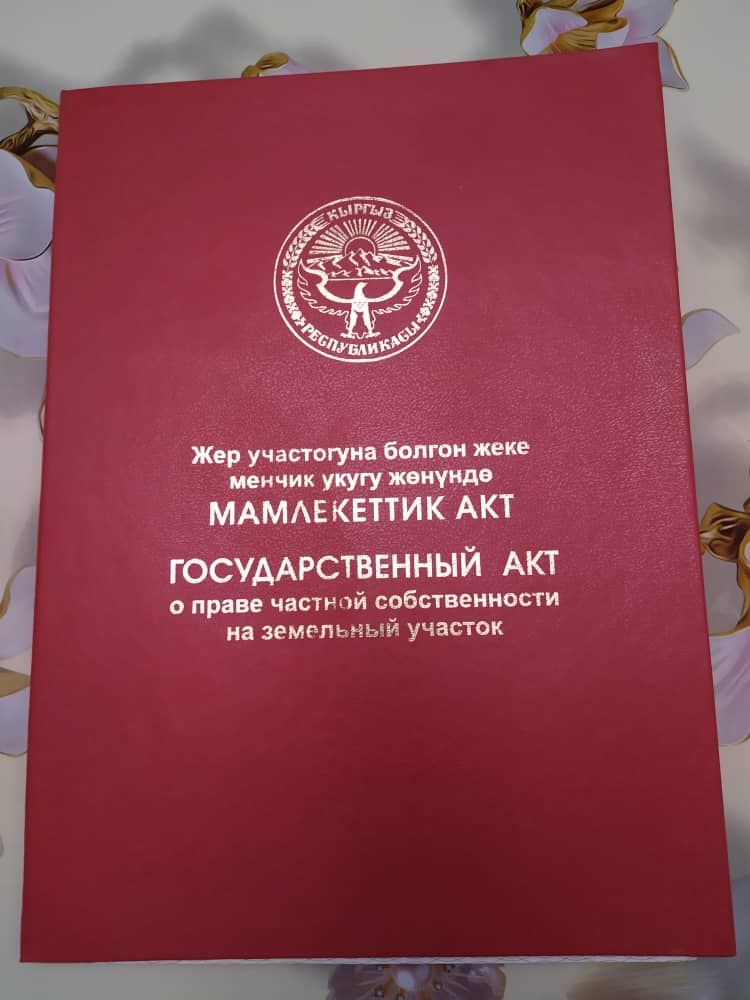 КЫРГЫЗ
РЕСПУБЛИКАСЫ
Жер участогуна болгон жеке
менчик укугу жөнүндө
МАМЛЕКЕТТИК АКТ
ГОСУДАРСТВЕННЫЙ АКТ
о праве частной собственности
на земельный участок